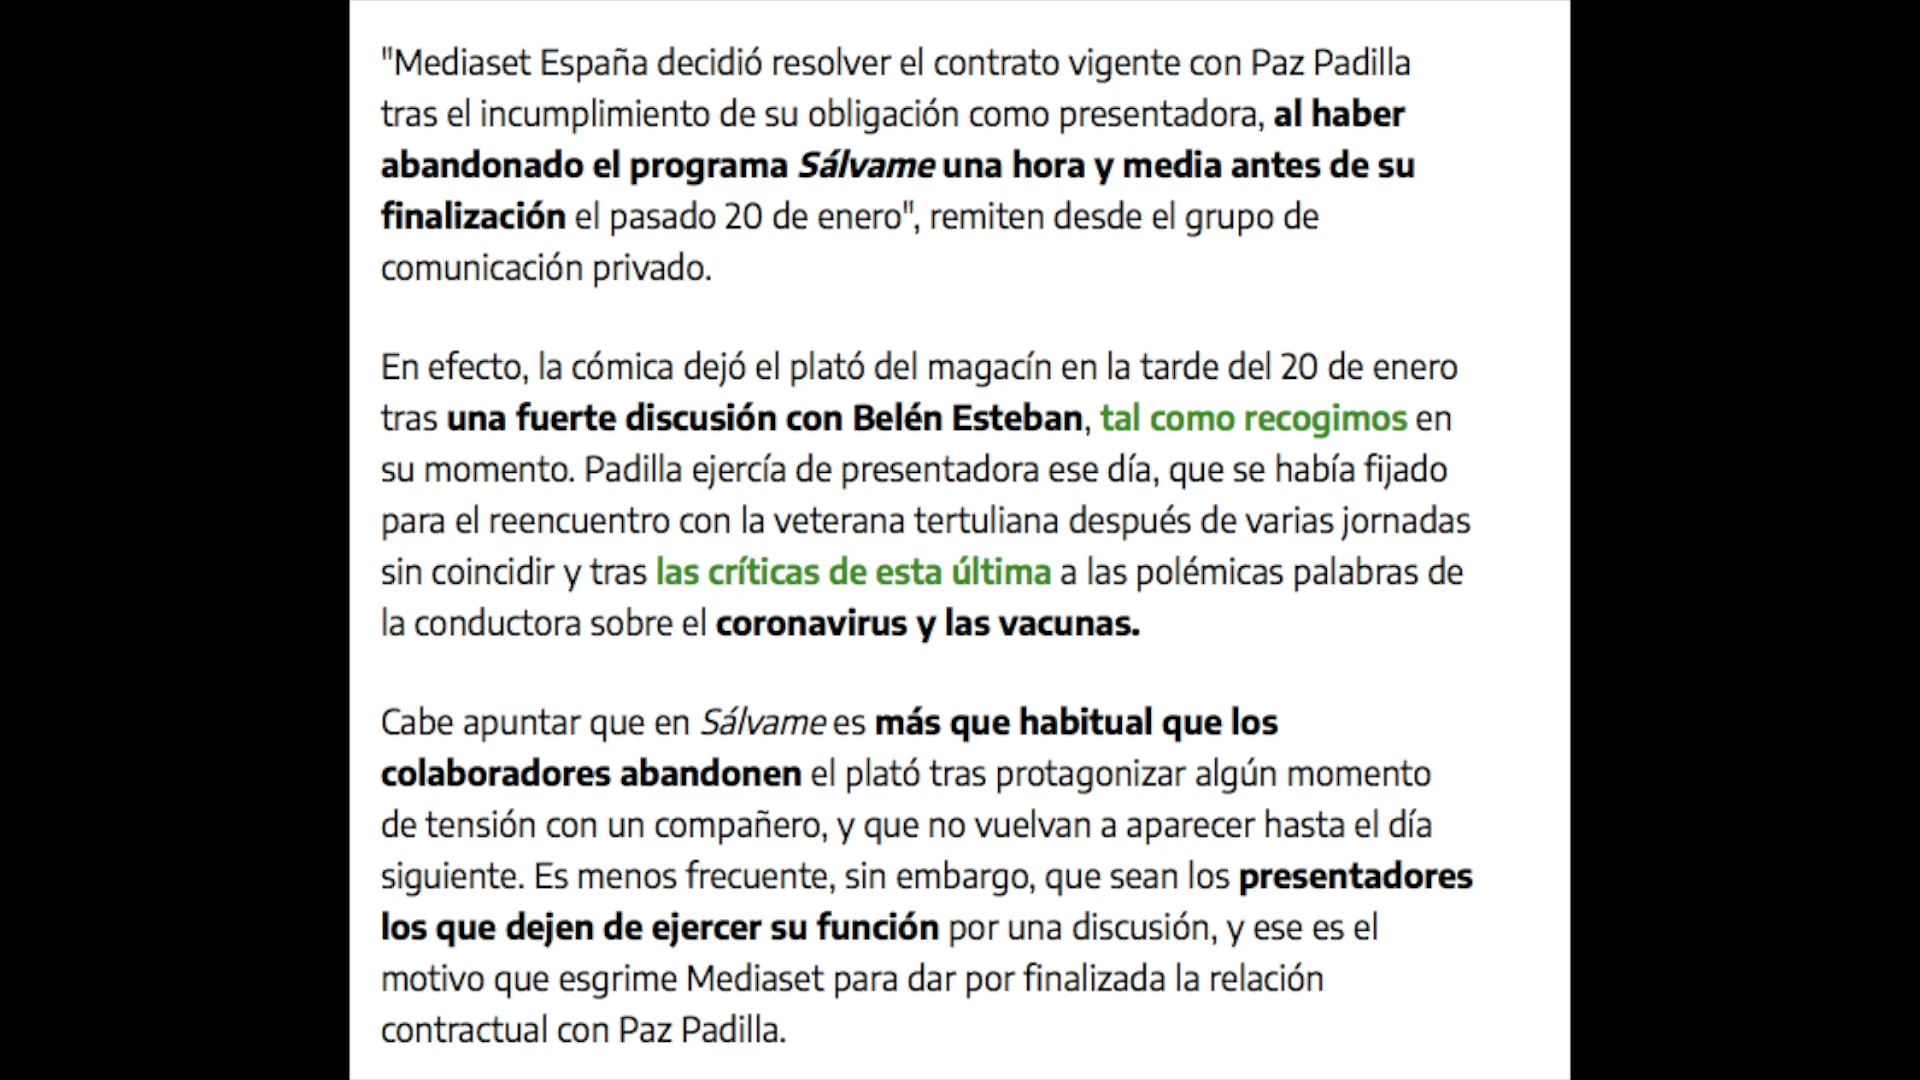 "Mediaset España decidió resolver el contrato vigente con Paz Padilla
tras el incumplimiento de su obligación como presentadora, al haber
abandonado el programa Sálvame una hora y media antes de su
finalización el pasado 20 de enero", remiten desde el grupo de
comunicación privado.
En efecto, la cómica dejó el plató del magacín en la tarde del 20 de enero
tras una fuerte discusión con Belén Esteban, tal como recogimos en
su momento. Padilla ejercía de presentadora ese día, que se había fijado
para el reencuentro con la veterana tertuliana después de varias jornadas
sin coincidir y tras las críticas de esta última a las polémicas palabras de
la conductora sobre el coronavirus y las vacunas.
Cabe apuntar que en Sálvame es más que habitual que los
colaboradores abandonen el plató tras protagonizar algún momento
de tensión con un compañero, y que no vuelvan a aparecer hasta el día
siguiente. Es menos frecuente, sin embargo, que sean los presentadores
los que dejen de ejercer su función por una discusión, y ese es el
motivo que esgrime Mediaset para dar por finalizada la relación
contractual con Paz Padilla.